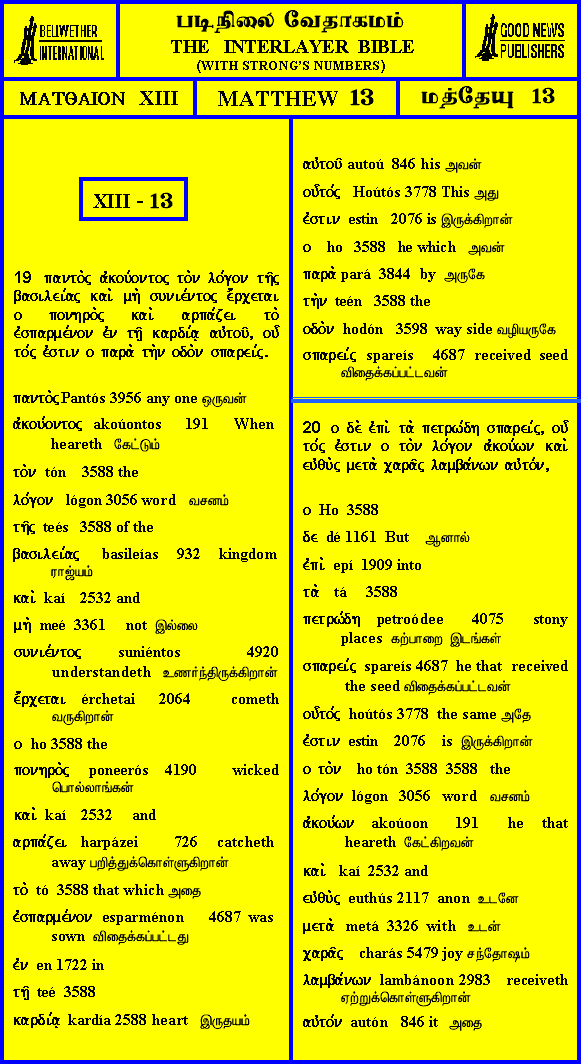 BELLWETHER
INTERNATIONAL
படிநிலை வேதாகமம்
THE INTERLAYER BIBLE
(WITH STRONG'S NUMBERS)
GOOD NEWS
PUBLISHERS
ΜΑΤΘΑΙΟΝ XIII
MATTHEW 13
மத்தேயு 13
XIII - 13
19 παντὸς ἀκούοντος τὸν λόγον τῆς
βασιλείας καὶ μὴ συνιέντος ἔρχεται
ο πονηρὸς καὶ αρπάζει τὸ
ἐσπαρμένον ἐν τῇ καρδίᾳ αὐτοῦ, οὗ
τός ἐστιν ο παρὰ τὴν οδὸν σπαρείς.
παντὸς Pantós 3956 any one ஒருவன்
ἀκούοντος akoúontos 191 When
heareth கேட்டும்
τὸν tón 3588 the
λόγον lógon 3056 word வசனம்
τῆς teés 3588 of the
βασιλείας basileías 932 kingdom
ராஜ்யம்
καὶ kaí 2532 and
μὴ meé 3361 not இல்லை
συνιέντος suniéntos 4920
understandeth உணர்ந்திருக்கிறான்
ἔρχεται érchetai 2064 cometh
வருகிறான்
ο ho 3588 the
πονηρὸς poneerós 4190 wicked
பொல்லாங்கன்
καὶ kaí 2532 and
αρπάζει harpázei 726 catcheth
away பறித்துக்கொள்ளுகிறான்
τὸ tó 3588 that which அதை
ἐσπαρμένον esparménon 4687 was
sown விதைக்கப்பட்டது
ἐν en 1722 in
τῇ teé 3588
καρδίᾳ kardía 2588 heart இருதயம்
αὐτοῦ autoú 846 his அவன்
οὗτός Hoútós 3778 This அது
ἐστιν estin 2076 is இருக்கிறான்
ο ho 3588 he which அவன்
παρὰ pará 3844 by அருகே
τὴν teén 3588 the
οδὸν hodón 3598 way side வழியருகே
σπαρείς spareís 4687 received seed
விதைக்கப்பட்டவன்
20 ο δὲ ἐπὶ τὰ πετρώδη σπαρείς, οὗ
τός ἐστιν ο τὸν λόγον ἀκούων καὶ
εὐθὺς μετὰ χαρᾶς λαμβάνων αὐτόν,
ο Ho 3588
δε dé 1161 But ஆனால்
ἐπὶ epí 1909 into
τὰ tá 3588
πετρώδη petroódee 4075 stony
places கற்பாறை இடங்கள்
σπαρείς spareís 4687 he that received
the seed விதைக்கப்பட்டவன்
οὗτός hoútós 3778 the same அதே
ἐστιν estin 2076 is இருக்கிறான்
ο τὸν ho tón 3588 3588 the
λόγον lógon 3056 word வசனம்
ἀκούων akoúoon 191 he that
heareth கேட்கிறவன்
καὶ kaí 2532 and
εὐθὺς euthús 2117 anon உடனே
μετὰ metá 3326 with உடன்
χαρᾶς charás 5479 joy சந்தோஷம்
λαμβάνων lambánoon 2983 receiveth
ஏற்றுக்கொள்ளுகிறான்
αὐτόν autón 846 it அதை